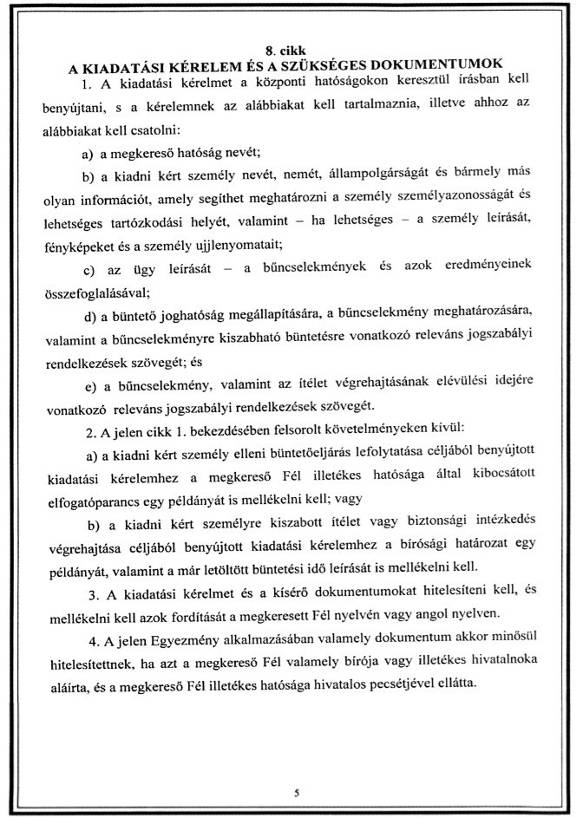 8. cikk
A KIADATÁSI KÉRELEM ÉS A SZÜKSÉGES DOKUMENTUMOK
1. A kiadatási kérelmet a központi hatóságokon keresztül írásban kell
benyújtani, s a kérelemnek az alábbiakat kell tartalmaznia, illetve ahhoz az
alábbiakat kell csatolni:
a) a megkereső hatóság nevét;
b) a kiadni kért személy nevét, nemét, állampolgárságát és bármely más
olyan információt, amely segíthet meghatározni a személy személyazonosságát és
lehetséges tartózkodási helyét, valamint – ha lehetséges – a személy leírását,
fényképeket és a személy ujjlenyomatait;
c) az ügy leírását – a bűncselekmények és azok eredményeinek
összefoglalásával;
d) a büntető joghatóság megállapítására, a bűncselekmény meghatározására,
valamint a bűncselekményre kiszabható büntetésre vonatkozó releváns jogszabályi
rendelkezések szövegét; és
e) a bűncselekmény, valamint az ítélet végrehajtásának elévülési idejére
vonatkozó releváns jogszabályi rendelkezések szövegét.
2. A jelen cikk 1. bekezdésében felsorolt követelményeken kívül:
a) a kiadni kért személy elleni büntetőeljárás lefolytatása céljából benyújtott
kiadatási kérelemhez a megkereső Fél illetékes hatósága által kibocsátott
elfogatóparancs egy példányát is mellékelni kell; vagy
b) a kiadni kért személyre kiszabott ítélet vagy biztonsági intézkedés
végrehajtása céljából benyújtott kiadatási kérelemhez a bírósági határozat egy
példányát, valamint a már letöltött büntetési idő leírását is mellékelni kell.
3. A kiadatási kérelmet és a kísérő dokumentumokat hitelesíteni kell, és
mellékelni kell azok fordítását a megkeresett Fél nyelvén vagy angol nyelven.
4. A jelen Egyezmény alkalmazásában valamely dokumentum akkor minősül
hitelesítettnek, ha azt a megkereső Fél valamely bírója vagy illetékes hivatalnoka
aláírta, és a megkereső Fél illetékes hatósága hivatalos pecsétjével ellátta.
5